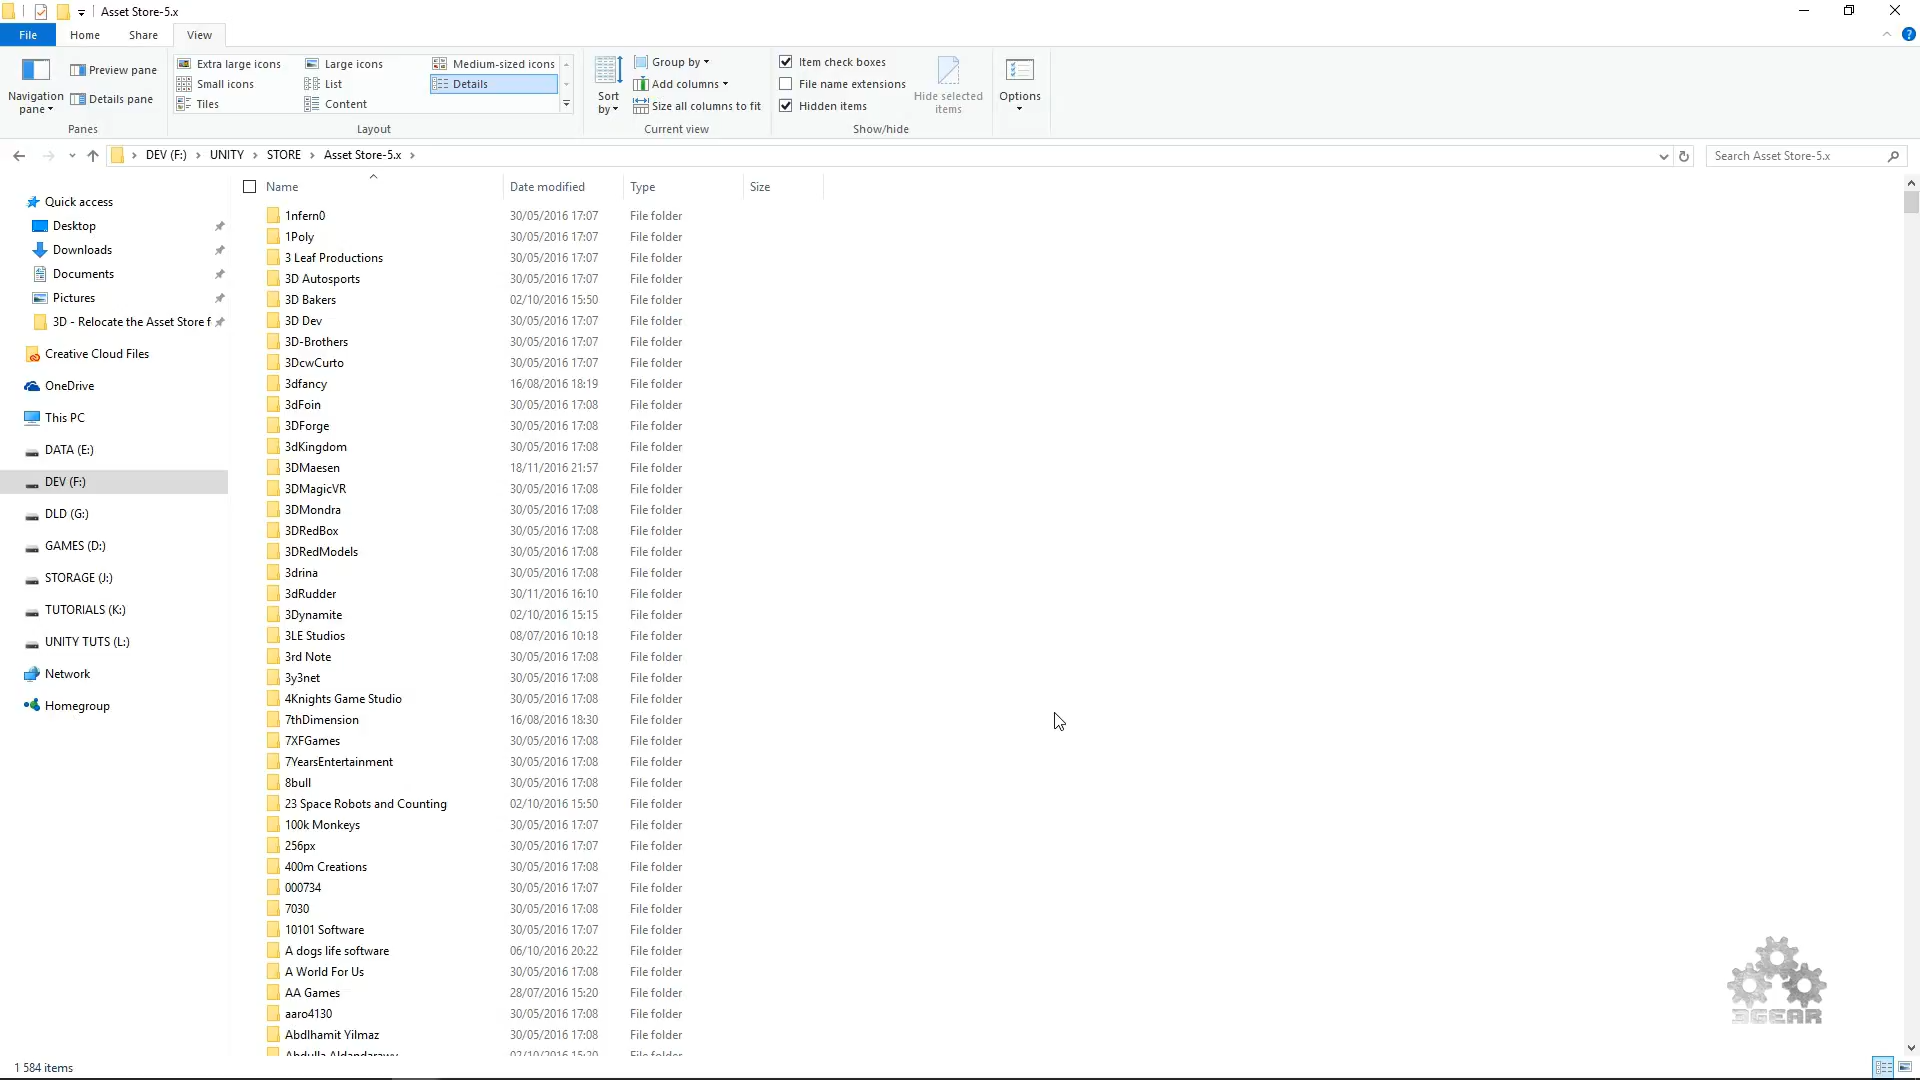 Asset Store-5.x
File Home Share View
Navigation pane
Preview pane
Details pane
Panes
Extra large icons Large icons Medium-sized icons
Small icons List Details
Tiles Content
Layout
Sort by
Group by
Add columns
Size all columns to fit
Current view
Item check boxes
File name extensions
Hidden items
Hide selected items
Show/hide
Options
DEV (F:) UNITY STORE Asset Store-5.x
Search Asset Store-5.x
Quick access
Desktop
Downloads
Documents
Pictures
3D - Relocate the Asset Store f
Creative Cloud Files
OneDrive
This PC
DATA (E:)
DEV (F:)
DLD (G:)
GAMES (D:)
STORAGE (J:)
TUTORIALS (K:)
UNITY TUTS (L:)
Network
Homegroup
Name Date modified Type Size
1nfern0 30/05/2016 17:07 File folder
1Poly 30/05/2016 17:07 File folder
3 Leaf Productions 30/05/2016 17:07 File folder
3D Autosports 30/05/2016 17:07 File folder
3D Bakers 02/10/2016 15:50 File folder
3D Dev 30/05/2016 17:07 File folder
3D-Brothers 30/05/2016 17:07 File folder
3DcwCurto 30/05/2016 17:07 File folder
3dfancy 16/08/2016 18:19 File folder
3dFoin 30/05/2016 17:08 File folder
3DForge 30/05/2016 17:08 File folder
3dKingdom 30/05/2016 17:08 File folder
3DMaesen 18/11/2016 21:57 File folder
3DMagicVR 30/05/2016 17:08 File folder
3DMondra 30/05/2016 17:08 File folder
3DRedBox 30/05/2016 17:08 File folder
3DRedModels 30/05/2016 17:08 File folder
3drina 30/05/2016 17:08 File folder
3dRudder 30/11/2016 16:10 File folder
3Dynamite 02/10/2016 15:15 File folder
3LE Studios 08/07/2016 10:18 File folder
3rd Note 30/05/2016 17:08 File folder
3y3net 30/05/2016 17:08 File folder
4Knights Game Studio 30/05/2016 17:08 File folder
7thDimension 16/08/2016 18:30 File folder
7XFGames 30/05/2016 17:08 File folder
7YearsEntertainment 30/05/2016 17:08 File folder
8bull 30/05/2016 17:08 File folder
23 Space Robots and Counting 02/10/2016 15:50 File folder
100k Monkeys 30/05/2016 17:07 File folder
256px 30/05/2016 17:07 File folder
400m Creations 30/05/2016 17:08 File folder
000734 30/05/2016 17:07 File folder
7030 30/05/2016 17:08 File folder
10101 Software 30/05/2016 17:07 File folder
A dogs life software 06/10/2016 20:22 File folder
A World For Us 30/05/2016 17:08 File folder
AA Games 28/07/2016 15:20 File folder
aaro4130 30/05/2016 17:08 File folder
Abdlhamit Yilmaz 30/05/2016 17:08 File folder
Abdulla Aldandarawy 02/10/2016 15:20 File folder
1 584 items
3GEAR